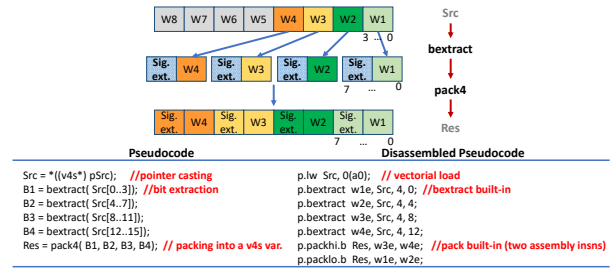 W8 W7 W6 W5 W4 W3 W2 W1
3 ... 0
Src
bextract
pack4
Res
Sig. ext. W4 Sig. ext. W3 Sig. ext. W2 Sig. ext. W1
7 ... 0
Sig. ext. W4 Sig. ext. W3 Sig. ext. W2 Sig. ext. W1
7 ... 0
Pseudocode
Src = *((v4s*) pSrc); //pointer casting
B1 = bextract( Src[0..3]); //bit extraction
B2 = bextract( Src[4..7]);
B3 = bextract( Src[8..11]);
B4 = bextract( Src[12..15]);
Res = pack4( B1, B2, B3, B4); // packing into a v4s var.
Disassembled Pseudocode
p.lw Src, 0(a0); // vectorial load
p.bextract w1e, Src, 4, 0; //bextract built-in
p.bextract w2e, Src, 4, 4;
p.bextract w3e, Src, 4, 8;
p.bextract w4e, Src, 4, 12;
p.packhi.b Res, w3e, w4e; //pack built-in (two assembly insns)
p.packlo.b Res, w1e, w2e;